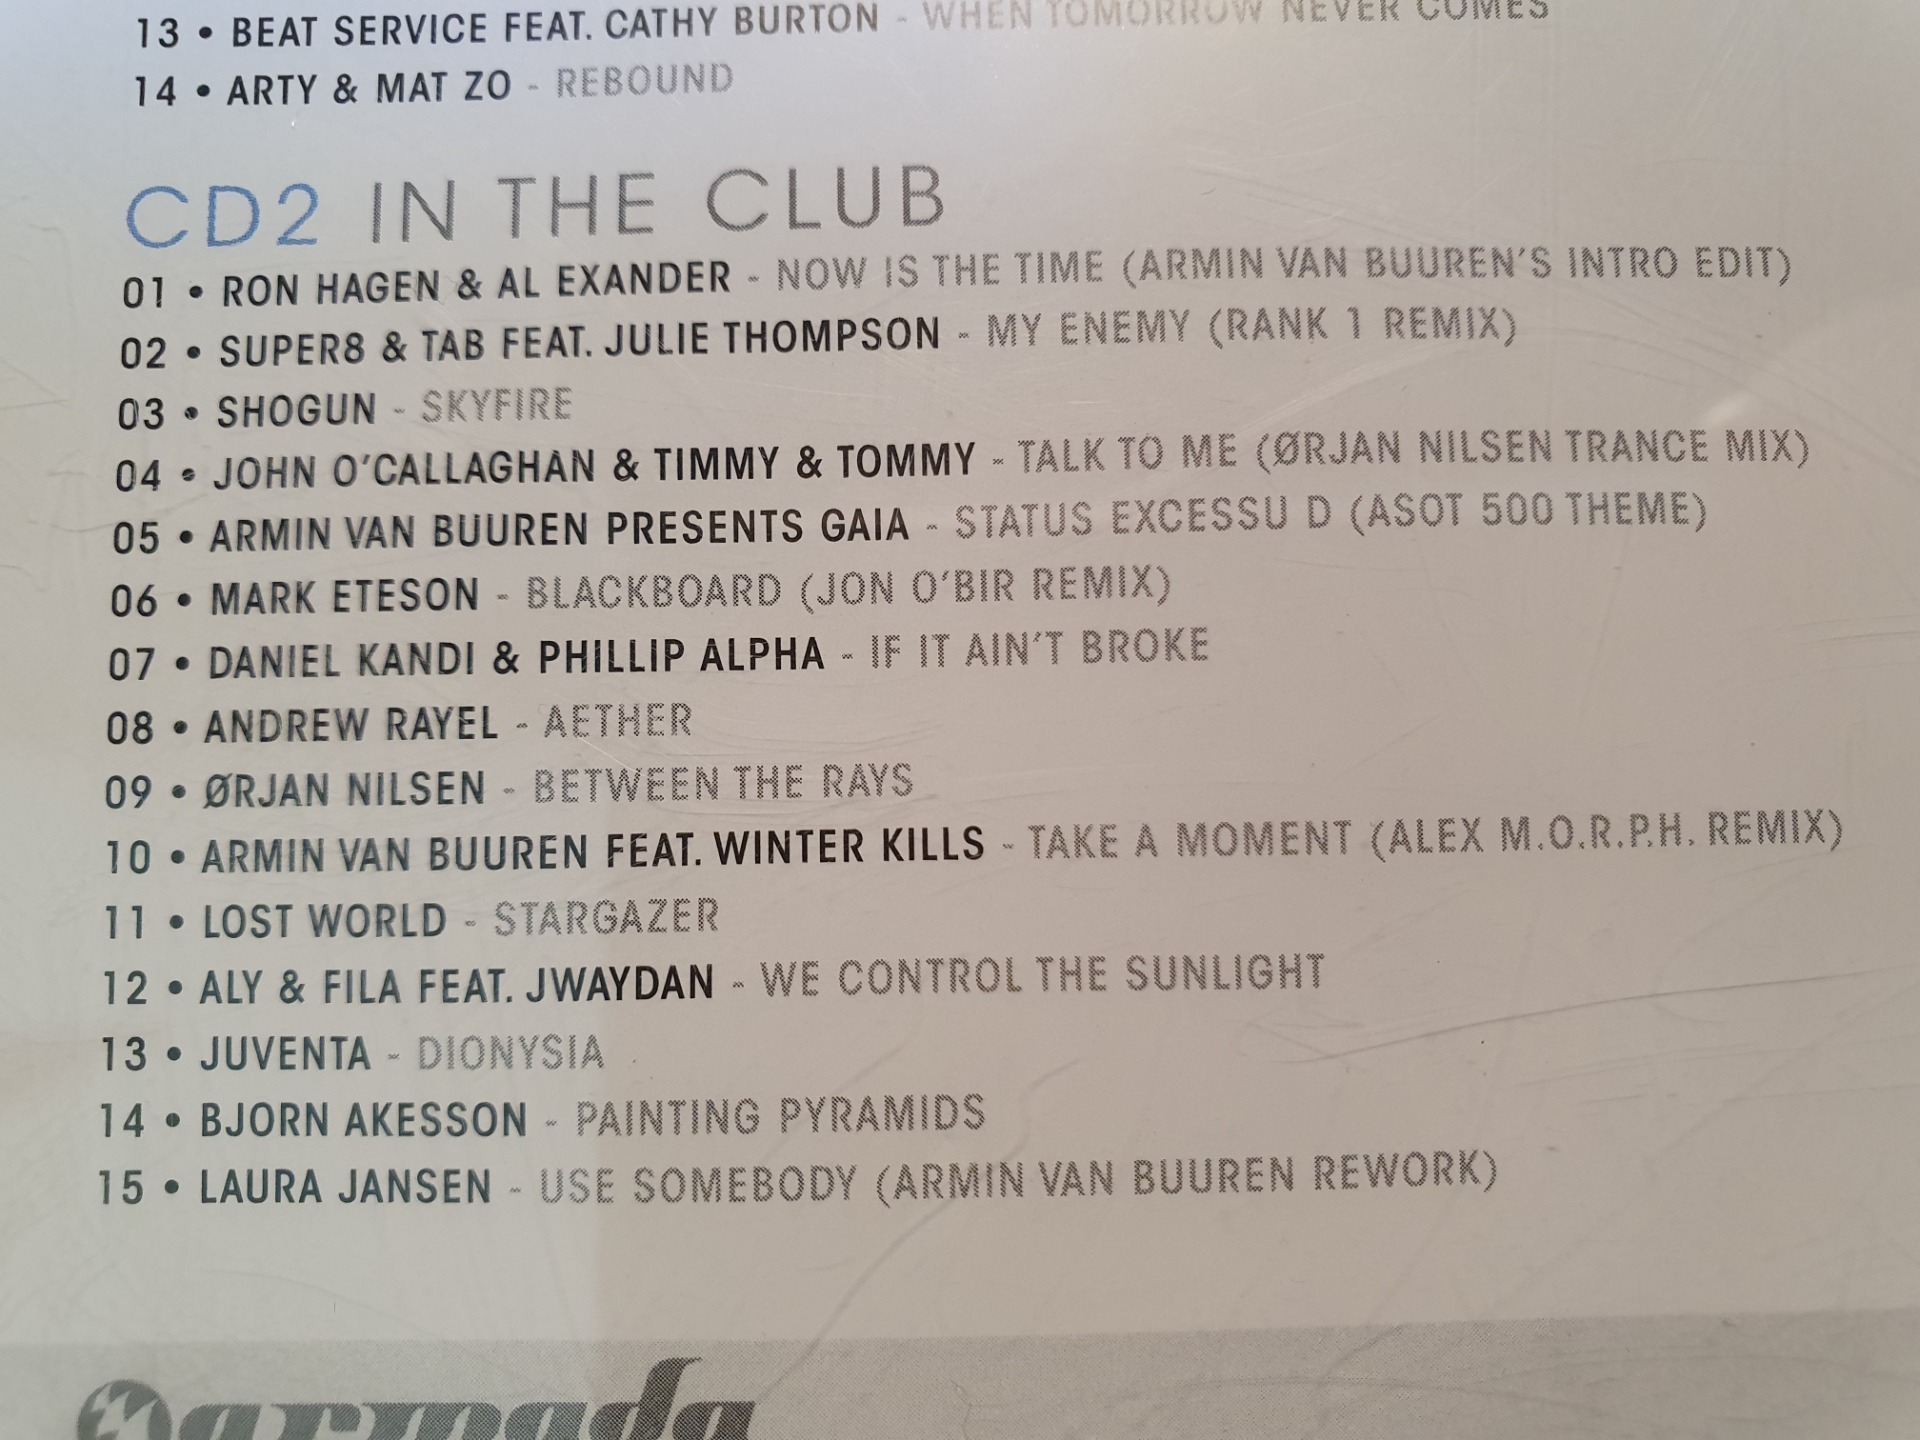 13 • BEAT SERVICE FEAT. CATHY BURTON - WHEN TOMORROW NEVER COMES
14 • ARTY & MAT ZO - REBOUND
CD2 IN THE CLUB
01 • RON HAGEN & AL EXANDER - NOW IS THE TIME (ARMIN VAN BUUREN'S INTRO EDIT)
02 • SUPER8 & TAB FEAT. JULIE THOMPSON - MY ENEMY (RANK 1 REMIX)
03 • SHOGUN - SKYFIRE
04 • JOHN O'CALLAGHAN & TIMMY & TOMMY - TALK TO ME (ØRJAN NILSEN TRANCE MIX)
05 • ARMIN VAN BUUREN PRESENTS GAIA - STATUS EXCESSU D (ASOT 500 THEME)
06 • MARK ETESON - BLACKBOARD (JON O'BIR REMIX)
07 • DANIEL KANDI & PHILLIP ALPHA - IF IT AIN'T BROKE
08 • ANDREW RAYEL - AETHER
09 • ØRJAN NILSEN - BETWEEN THE RAYS
10 • ARMIN VAN BUUREN FEAT. WINTER KILLS - TAKE A MOMENT (ALEX M.O.R.P.H. REMIX)
11 • LOST WORLD - STARGAZER
12 • ALY & FILA FEAT. JWAYDAN - WE CONTROL THE SUNLIGHT
13 • JUVENTA - DIONYSIA
14 • BJORN AKESSON - PAINTING PYRAMIDS
15 • LAURA JANSEN - USE SOMEBODY (ARMIN VAN BUUREN REWORK)
armada